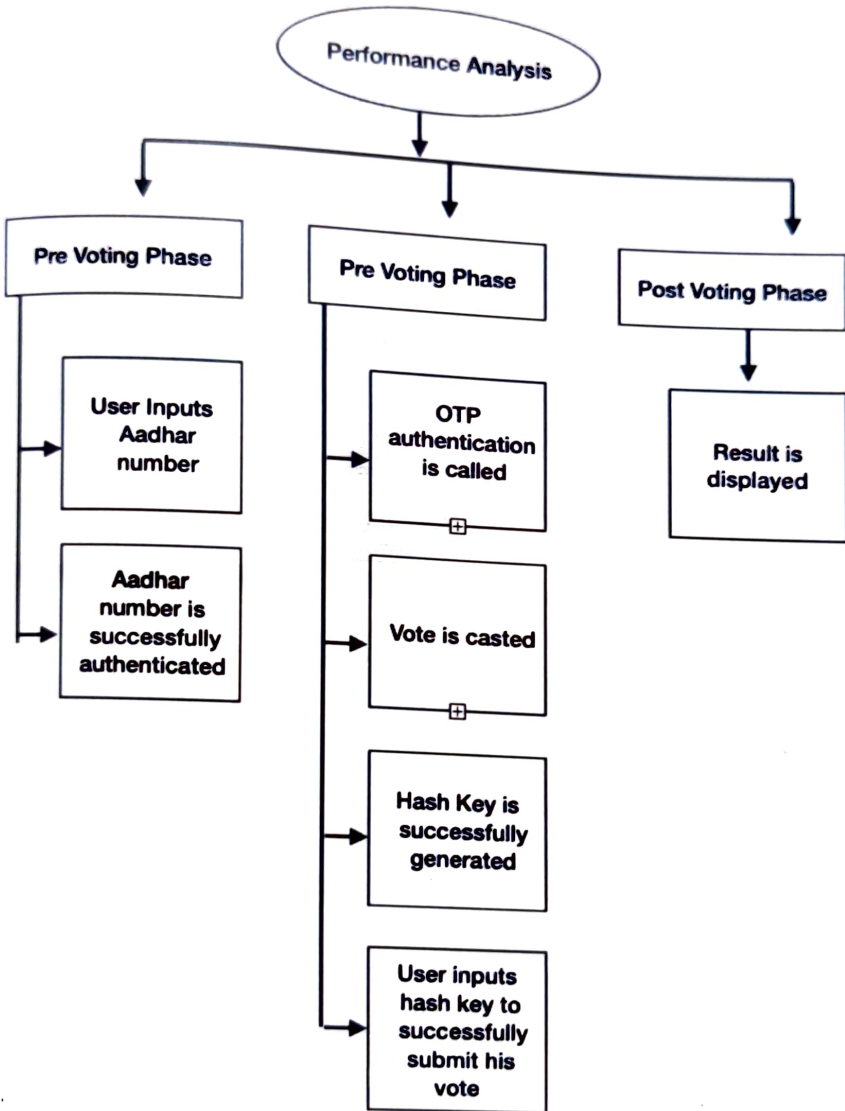 Performance Analysis
Pre Voting Phase
User Inputs
Aadhar
number
Aadhar
number is
successfully
authenticated
Pre Voting Phase
OTP
authentication
is called
Vote is casted
Hash Key is
successfully
generated
User inputs
hash key to
successfully
submit his
vote
Post Voting Phase
Result is
displayed